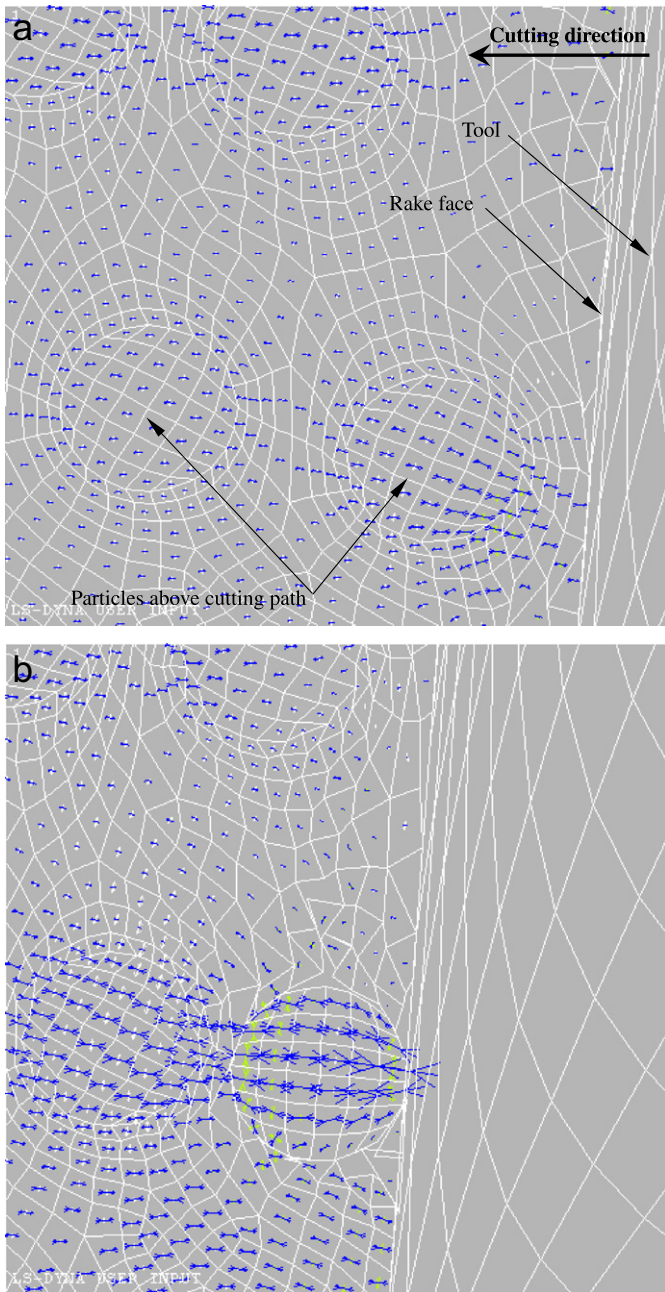 a
Cutting direction
Tool
Rake face
Particles above cutting path
LS-DYNA USER INPUT
b
LS-DYNA USER INPUT